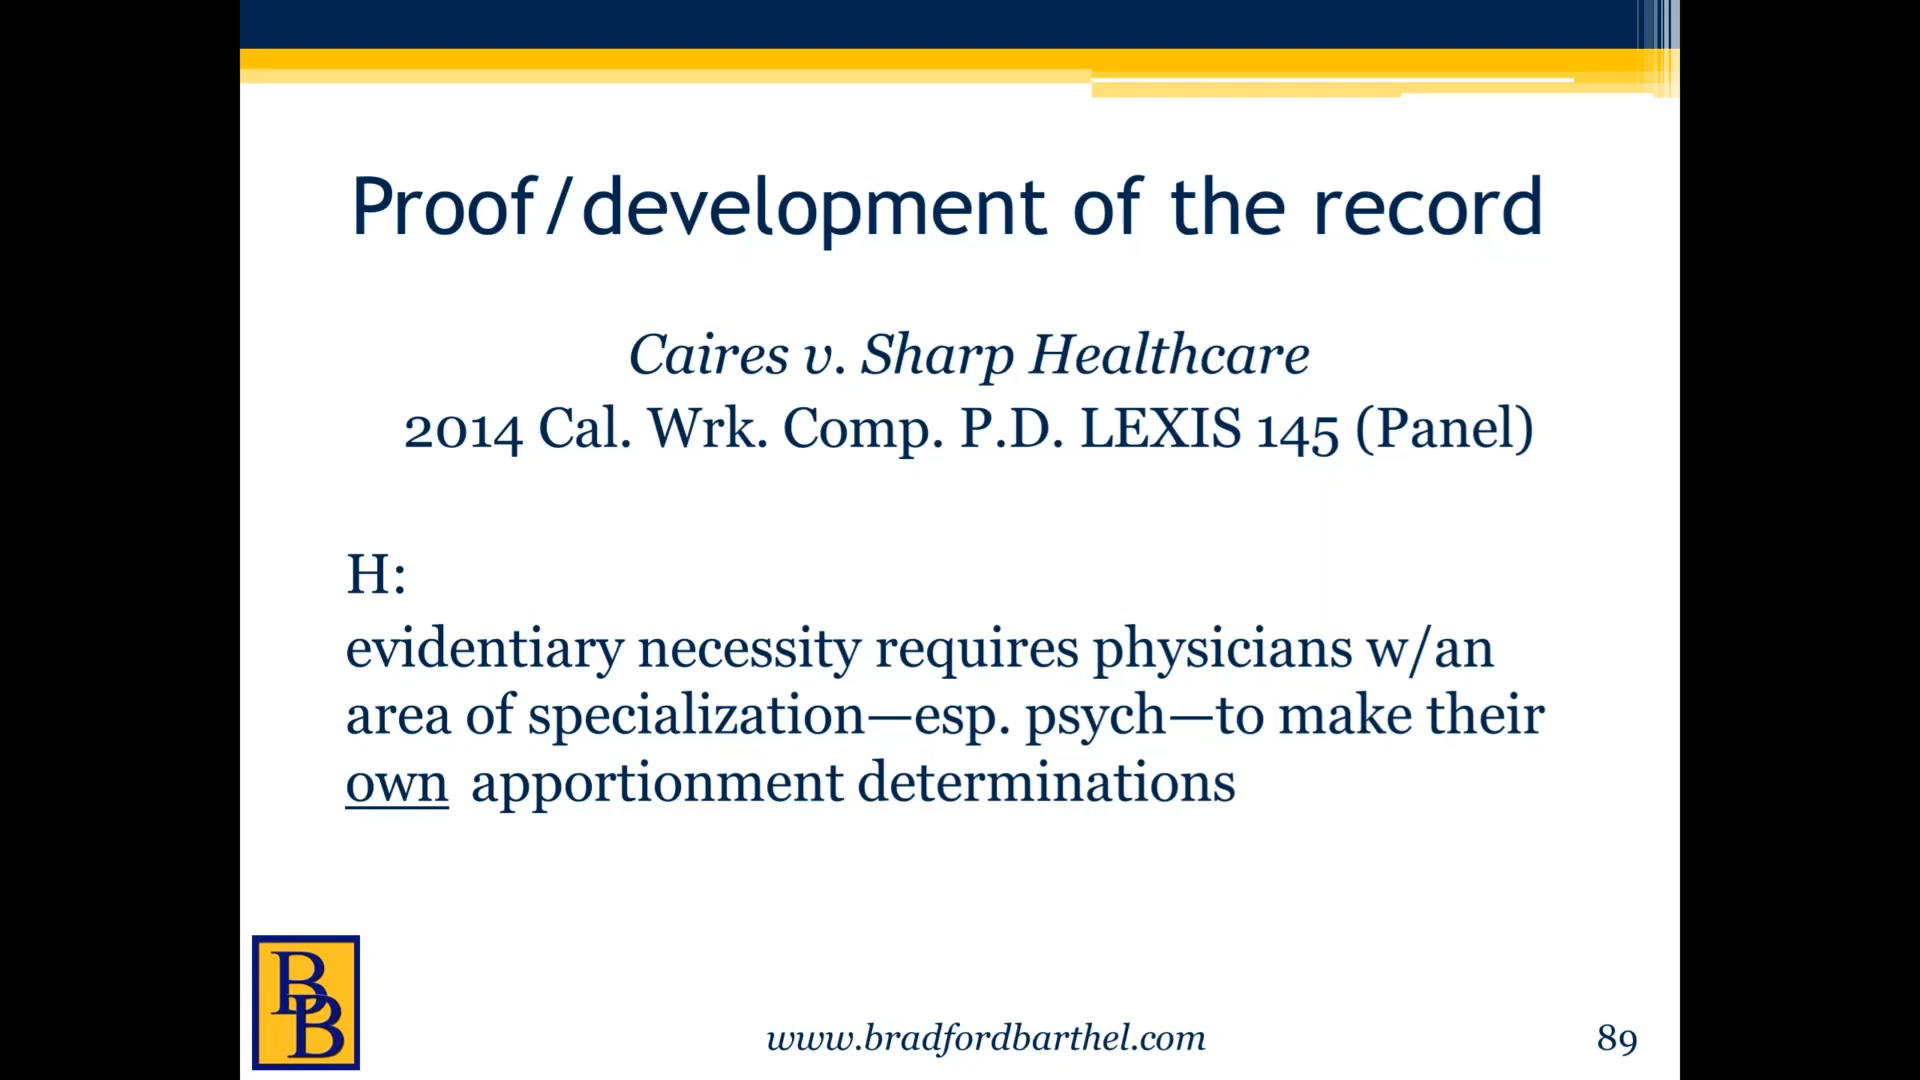 Proof/development of the record
Caires v. Sharp Healthcare
2014 Cal. Wrk. Comp. P.D. LEXIS 145 (Panel)
H:
evidentiary necessity requires physicians w/an
area of specialization—esp. psych—to make their
own apportionment determinations
BB
www.bradfordbarthel.com
89